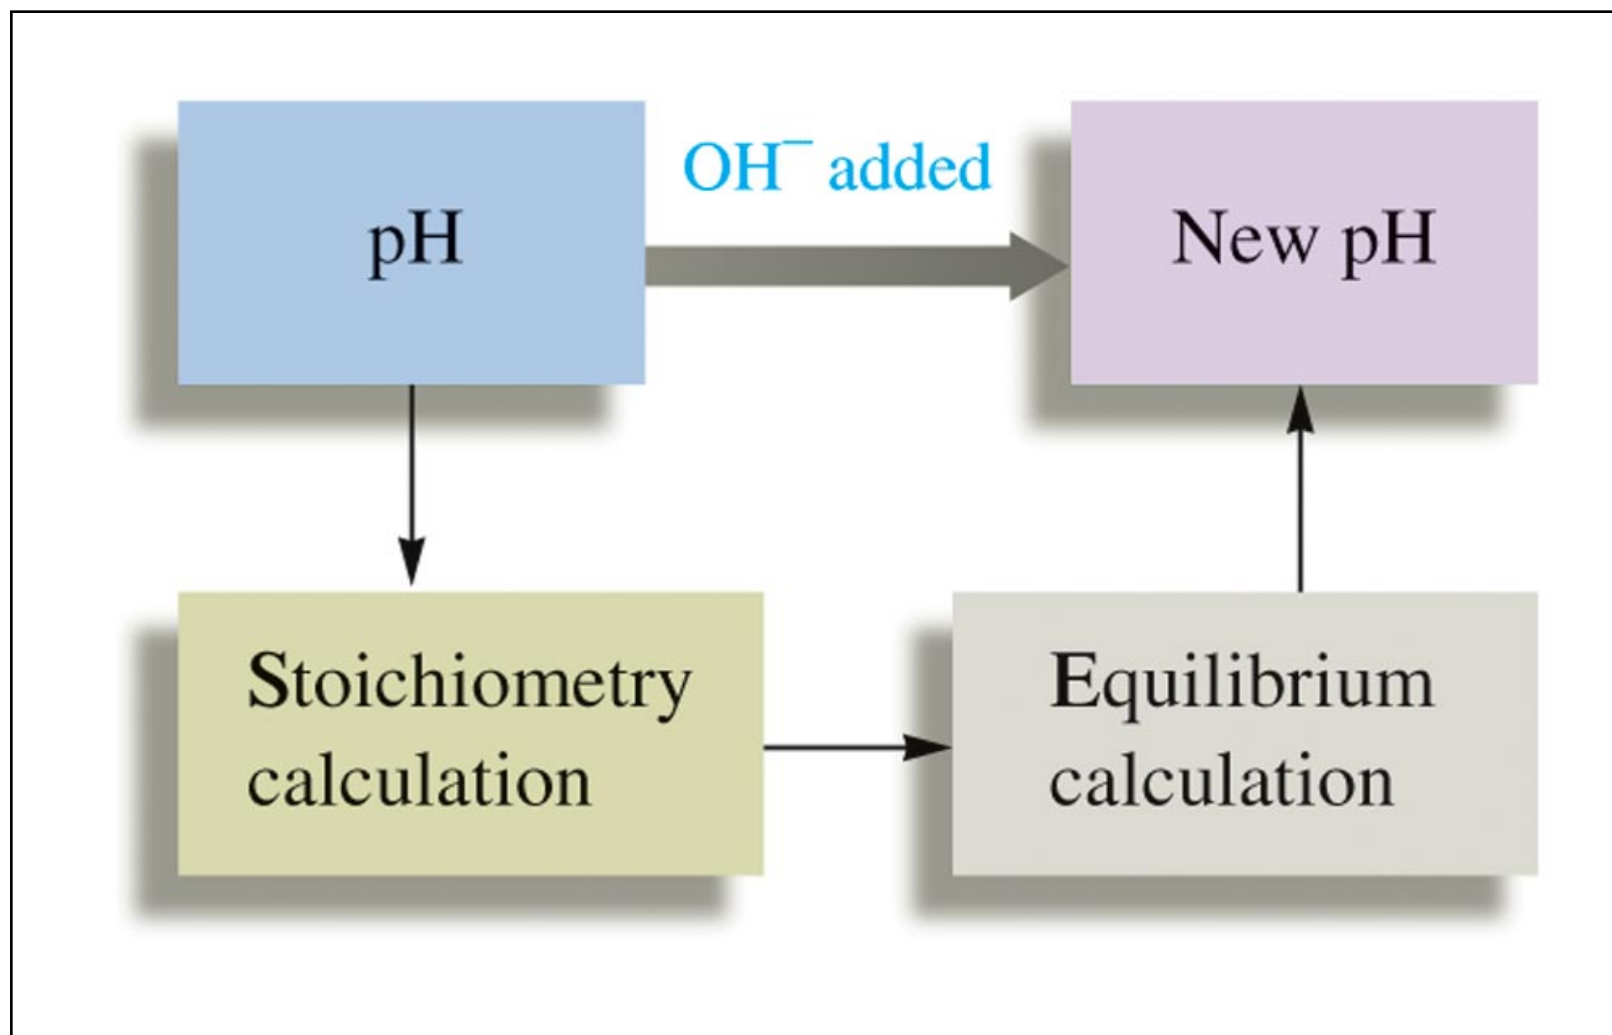 pH
OH⁻ added
New pH
Stoichiometry
calculation
Equilibrium
calculation